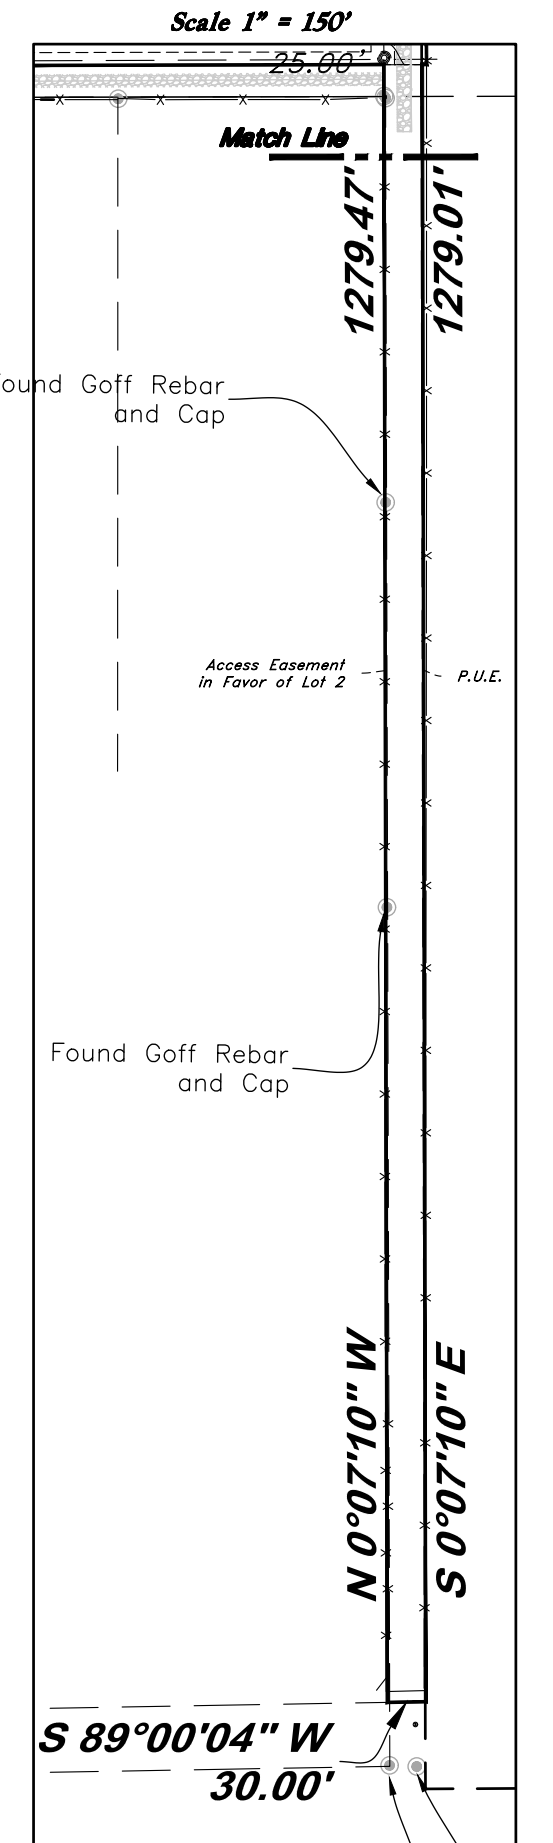 Scale 1" = 150'
25.00'
Match Line
1279.47'
1279.01'
Found Goff Rebar
and Cap
Access Easement
in Favor of Lot 2
P.U.E.
Found Goff Rebar
and Cap
N 0°07'10" W
S 0°07'10" E
S 89°00'04" W
30.00'